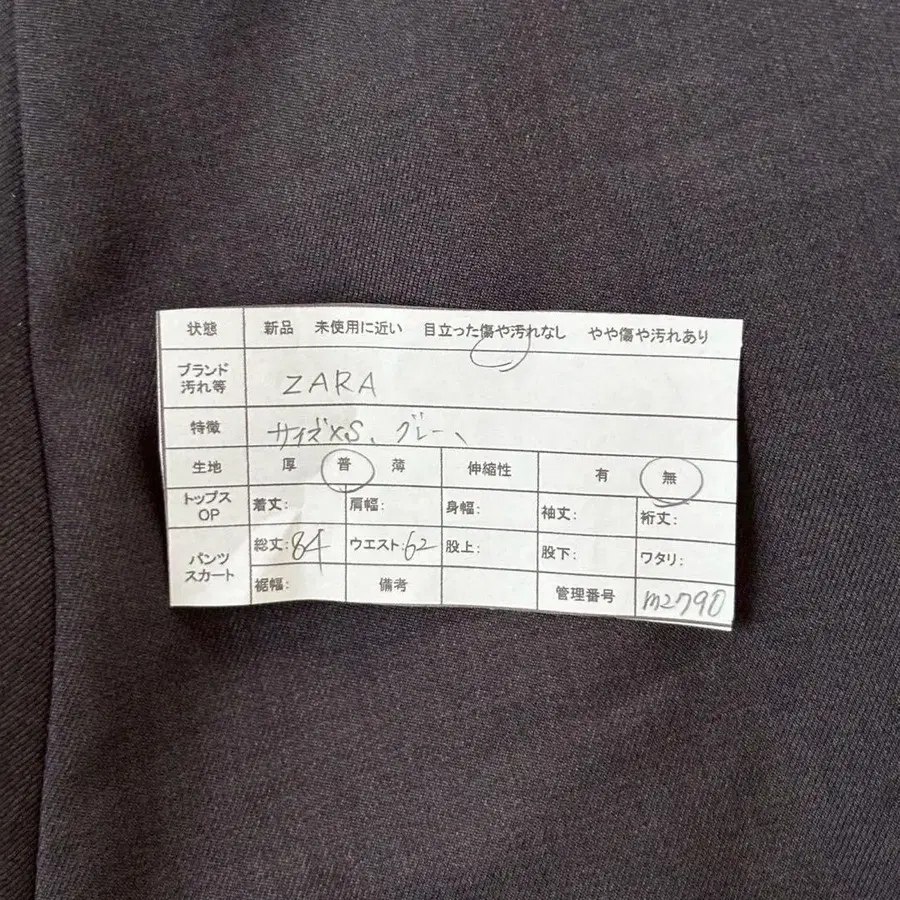 状態 新品 未使用に近い 目立った傷や汚れなし やや傷や汚れあり
ブランド
汚れ等
ZARA
特徴 サイズXS、グレー、
生地 厚 普 薄 伸縮性 有 無
トップス
OP
着丈: 肩幅: 身幅: 袖丈: 裄丈:
パンツ
スカート
総丈:84 ウエスト:62 股上: 股下: ワタリ:
裾幅: 備考 管理番号 m2790